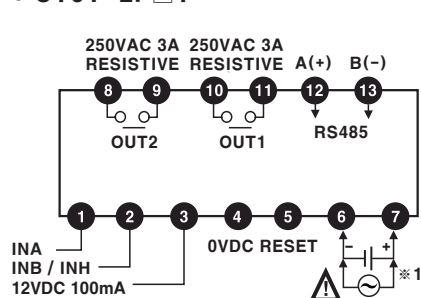 250VAC 3A 250VAC 3A
RESISTIVE RESISTIVE A(+) B(−)
8 9 10 11 12 13
OUT2 OUT1 RS485
1 2 3 4 5 6 7
INA 0VDC RESET − +
INB / INH
12VDC 100mA
※1